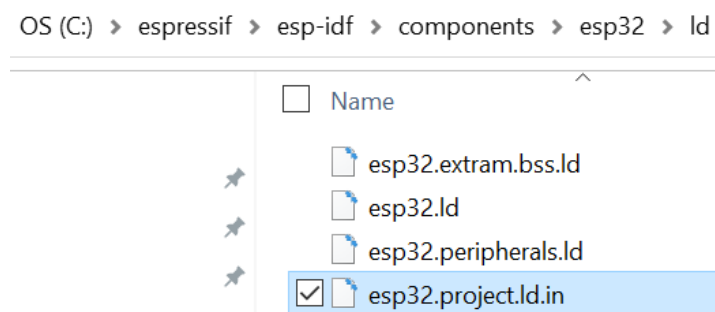 OS (C:) > espressif > esp-idf > components > esp32 > ld
Name
esp32.extram.bss.ld
esp32.ld
esp32.peripherals.ld
esp32.project.ld.in